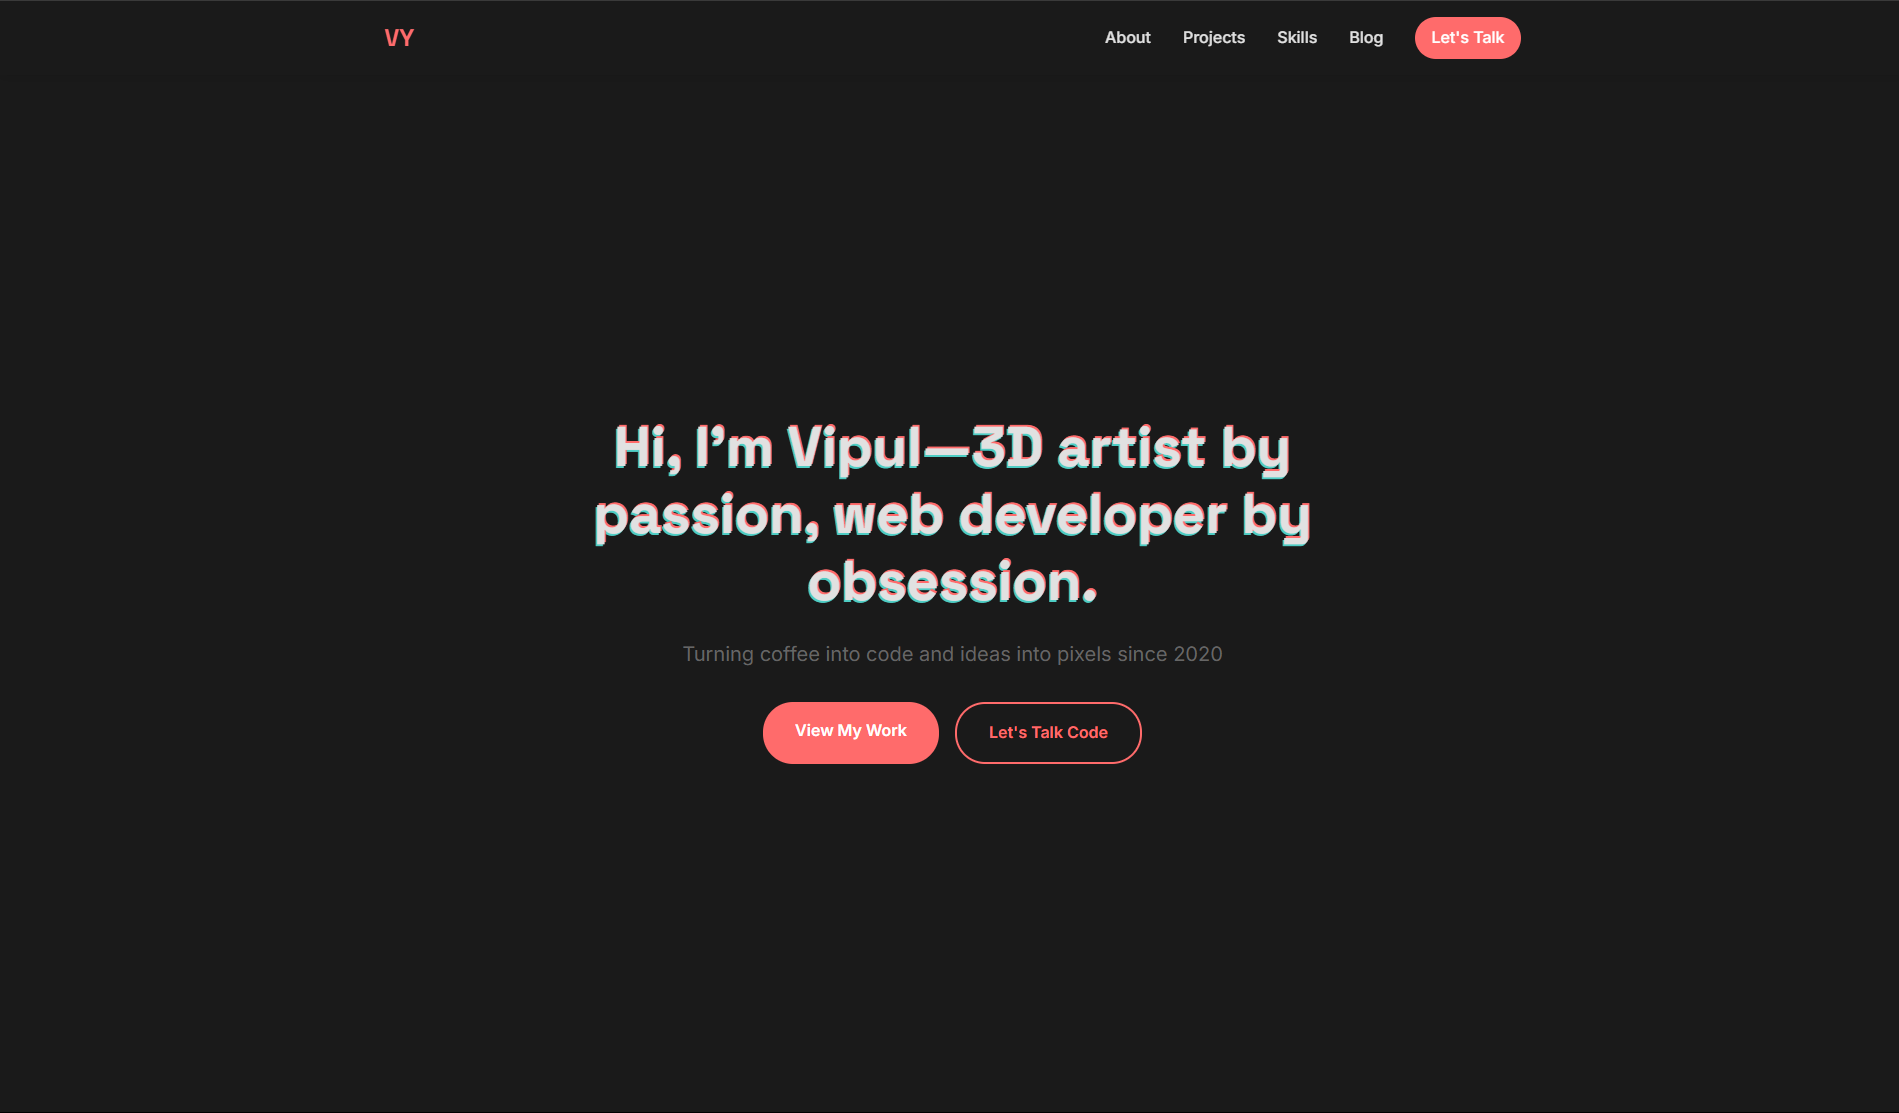 VY
About Projects Skills Blog Let's Talk
Hi, I’m Vipul—3D artist by
passion, web developer by
obsession.
Turning coffee into code and ideas into pixels since 2020
View My Work Let's Talk Code